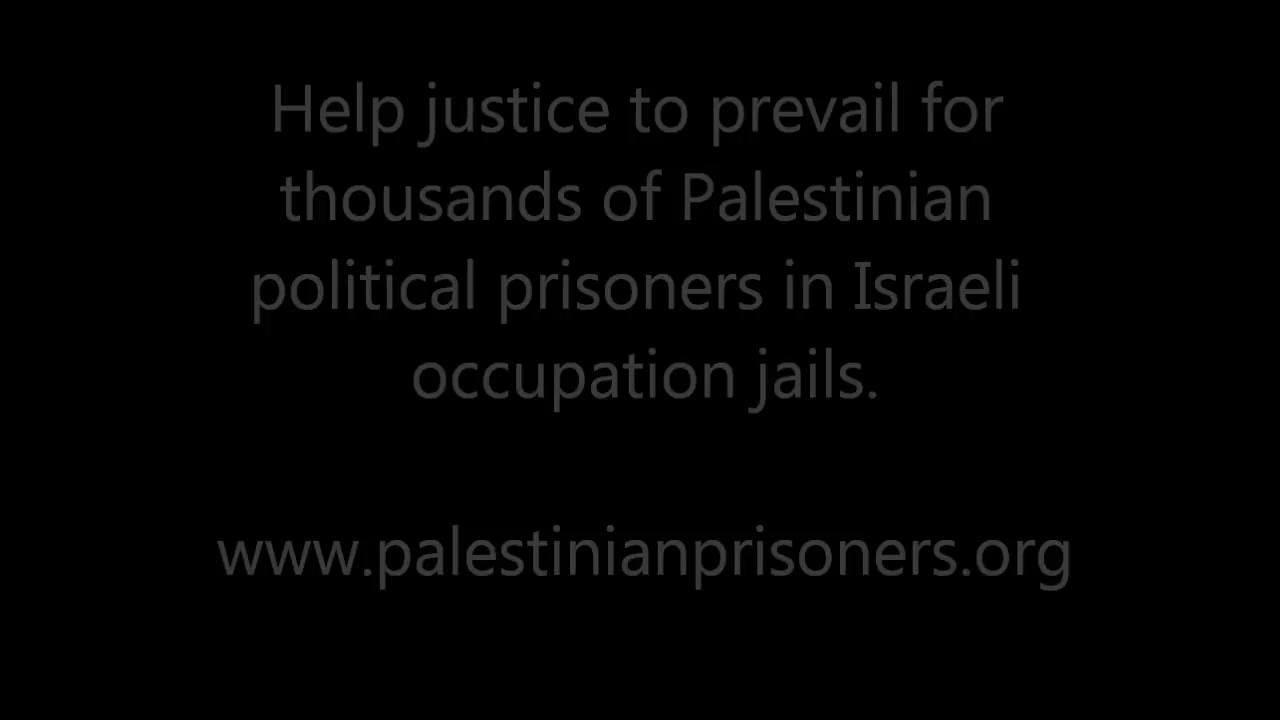 Help justice to prevail for
thousands of Palestinian
political prisoners in Israeli
occupation jails.
www.palestinianprisoners.org